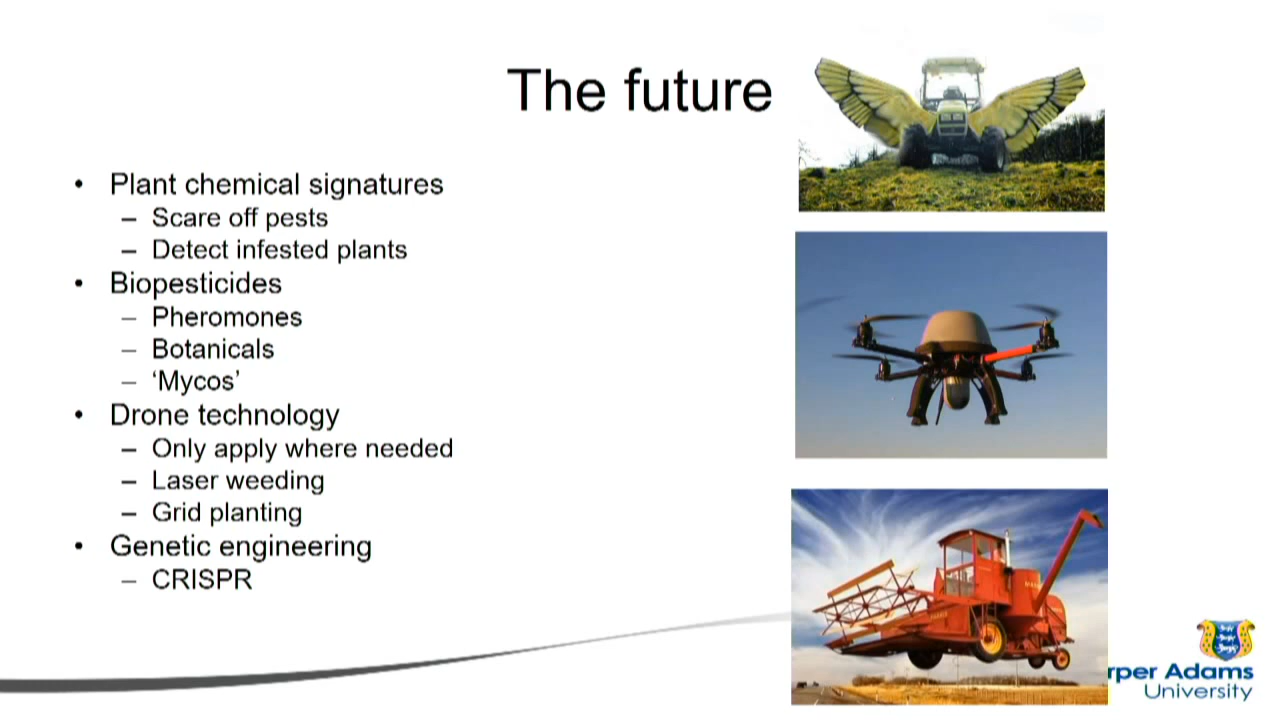 The future
• Plant chemical signatures
– Scare off pests
– Detect infested plants
• Biopesticides
– Pheromones
– Botanicals
– ‘Mycos’
• Drone technology
– Only apply where needed
– Laser weeding
– Grid planting
• Genetic engineering
– CRISPR
rper Adams
University